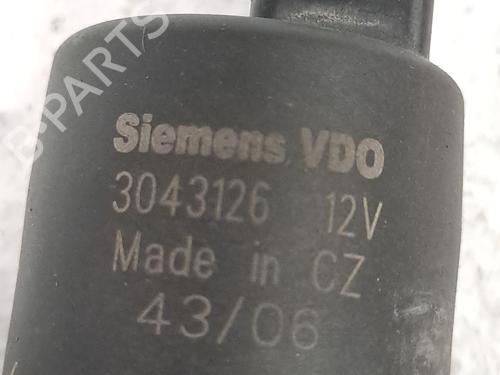 B-PARTS
Siemens VDO
3043126 12V
Made in CZ
43/06